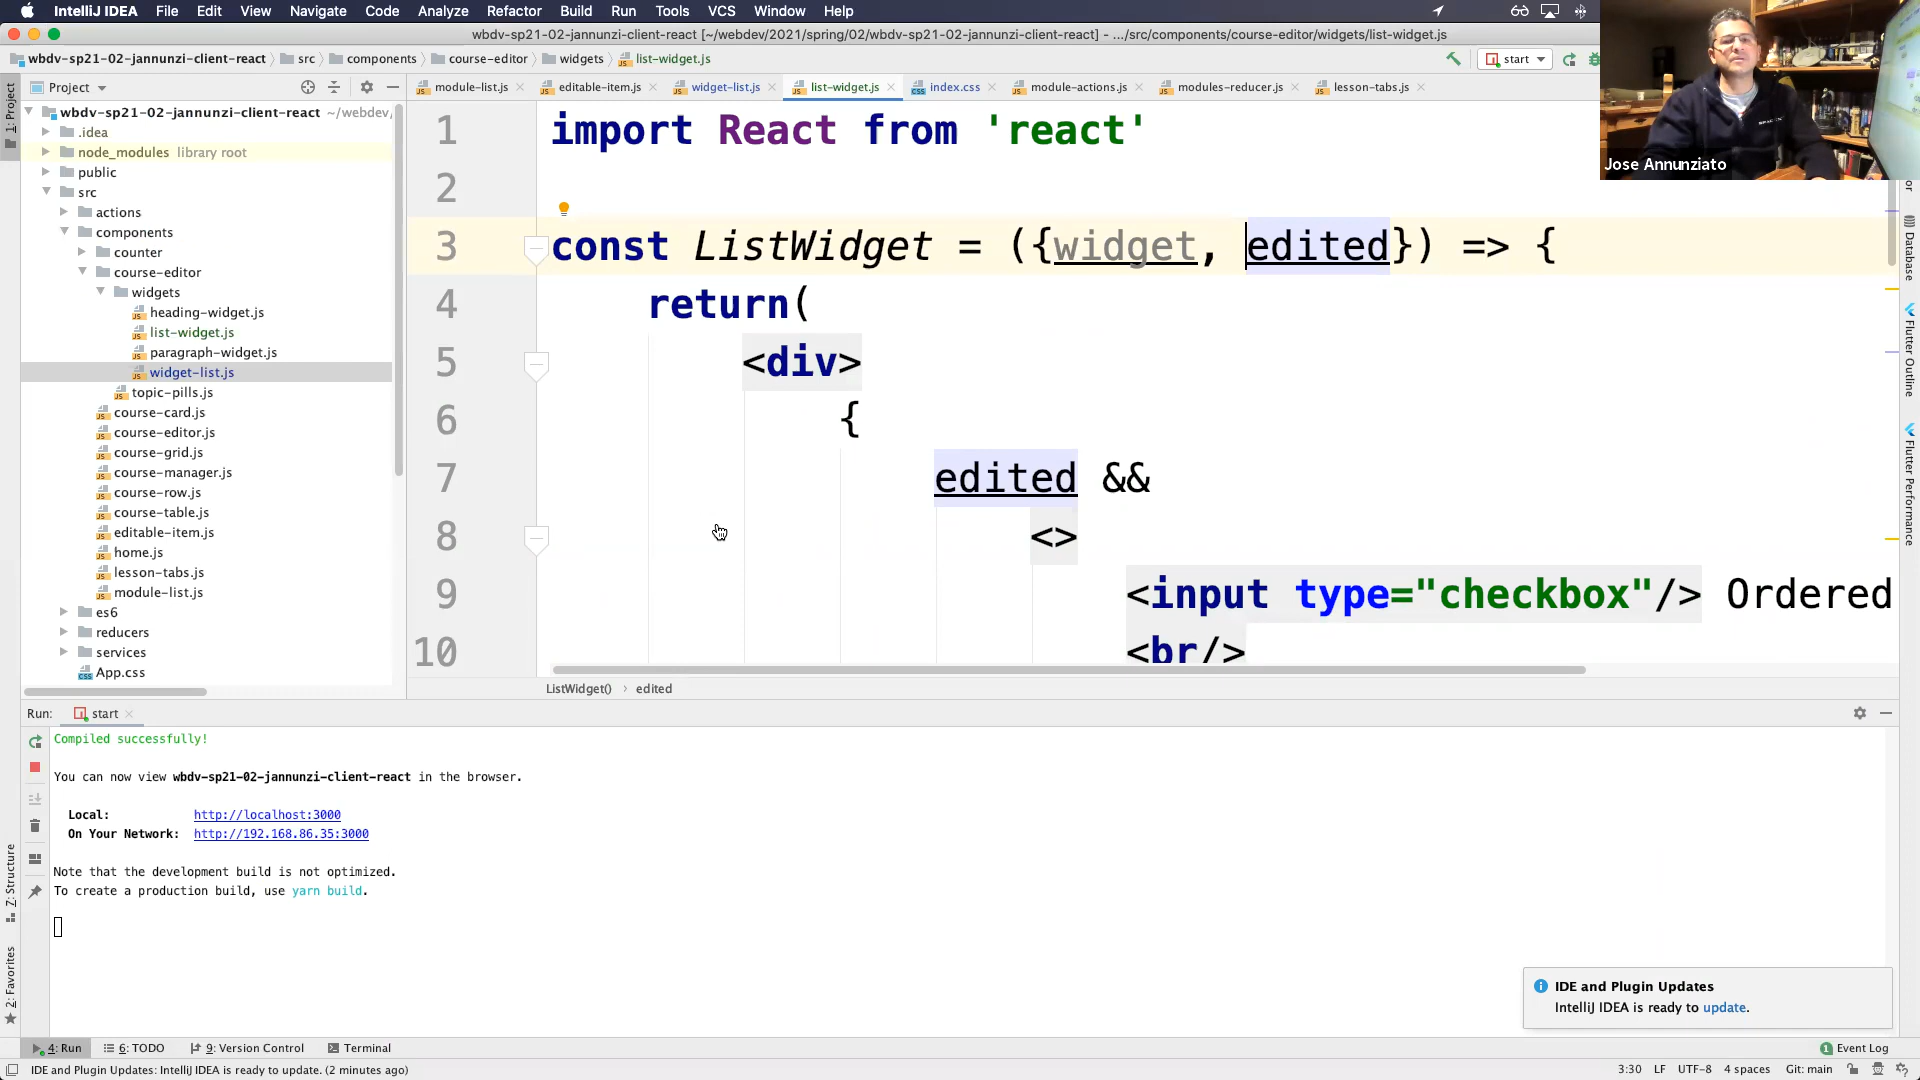 IntelliJ IDEA File Edit View Navigate Code Analyze Refactor Build Run Tools VCS Window Help
wbdv-sp21-02-jannunzi-client-react [~/webdev/2021/spring/02/wbdv-sp21-02-jannunzi-client-react] - .../src/components/course-editor/widgets/list-widget.js
wbdv-sp21-02-jannunzi-client-react src components course-editor widgets list-widget.js start
Jose Annunziato
1: Project
Project
module-list.js editable-item.js widget-list.js list-widget.js index.css module-actions.js modules-reducer.js lesson-tabs.js
wbdv-sp21-02-jannunzi-client-react ~/webdev/
.idea
node_modules library root
public
src
actions
components
counter
course-editor
widgets
heading-widget.js
list-widget.js
paragraph-widget.js
widget-list.js
topic-pills.js
course-card.js
course-editor.js
course-grid.js
course-manager.js
course-row.js
course-table.js
editable-item.js
home.js
lesson-tabs.js
module-list.js
es6
reducers
services
App.css
1 import React from 'react'
2
3 const ListWidget = ({widget, edited}) => {
4 return(
5 <div>
6 {
7 edited &&
8 <>
9 <input type="checkbox"/> Ordered
10 <br/>
ListWidget() › edited
Database
Flutter Outline
Flutter Performance
Run: start
Compiled successfully!
You can now view wbdv-sp21-02-jannunzi-client-react in the browser.
Local: http://localhost:3000
On Your Network: http://192.168.86.35:3000
Note that the development build is not optimized.
To create a production build, use yarn build.
Z: Structure
2: Favorites
IDE and Plugin Updates
IntelliJ IDEA is ready to update.
4: Run 6: TODO 9: Version Control Terminal
1 Event Log
IDE and Plugin Updates: IntelliJ IDEA is ready to update. (2 minutes ago)
3:30 LF UTF-8 4 spaces Git: main